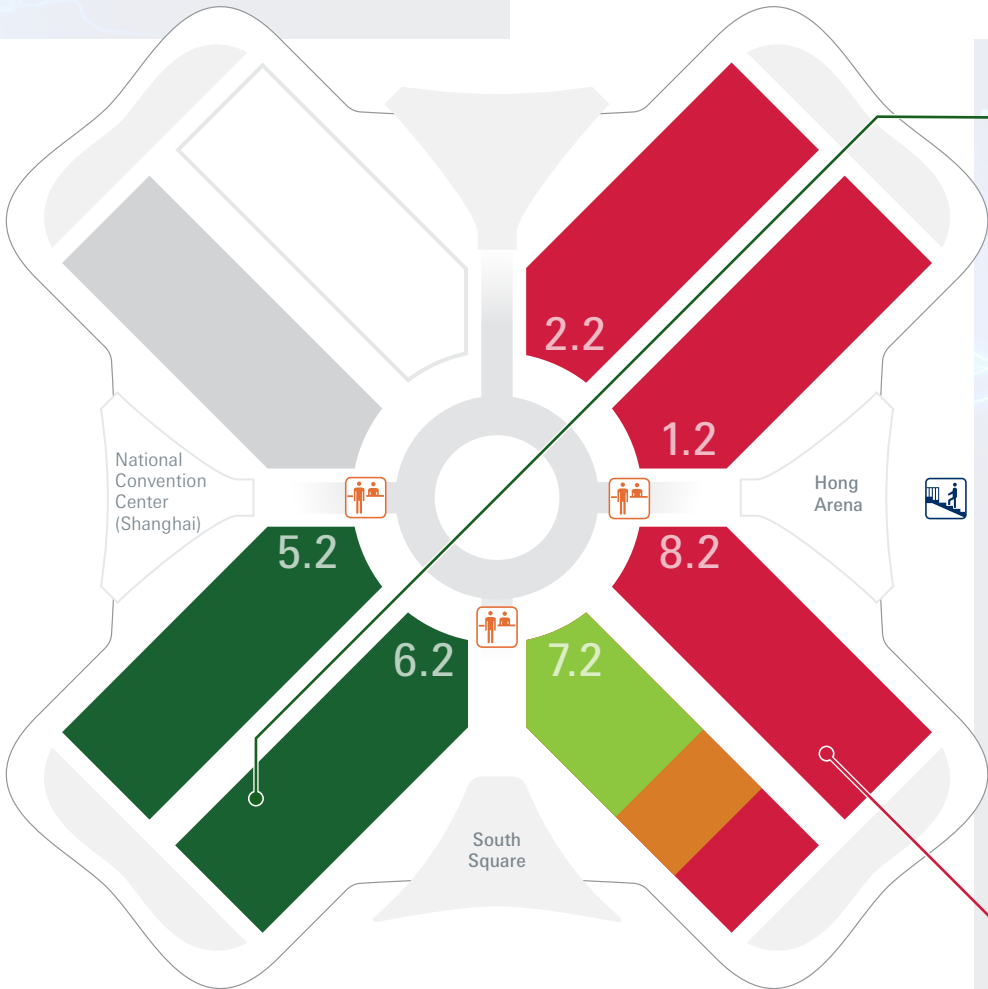 2.2
1.2
National
Convention
Center
(Shanghai)
Hong
Arena
5.2
8.2
6.2
7.2
South
Square